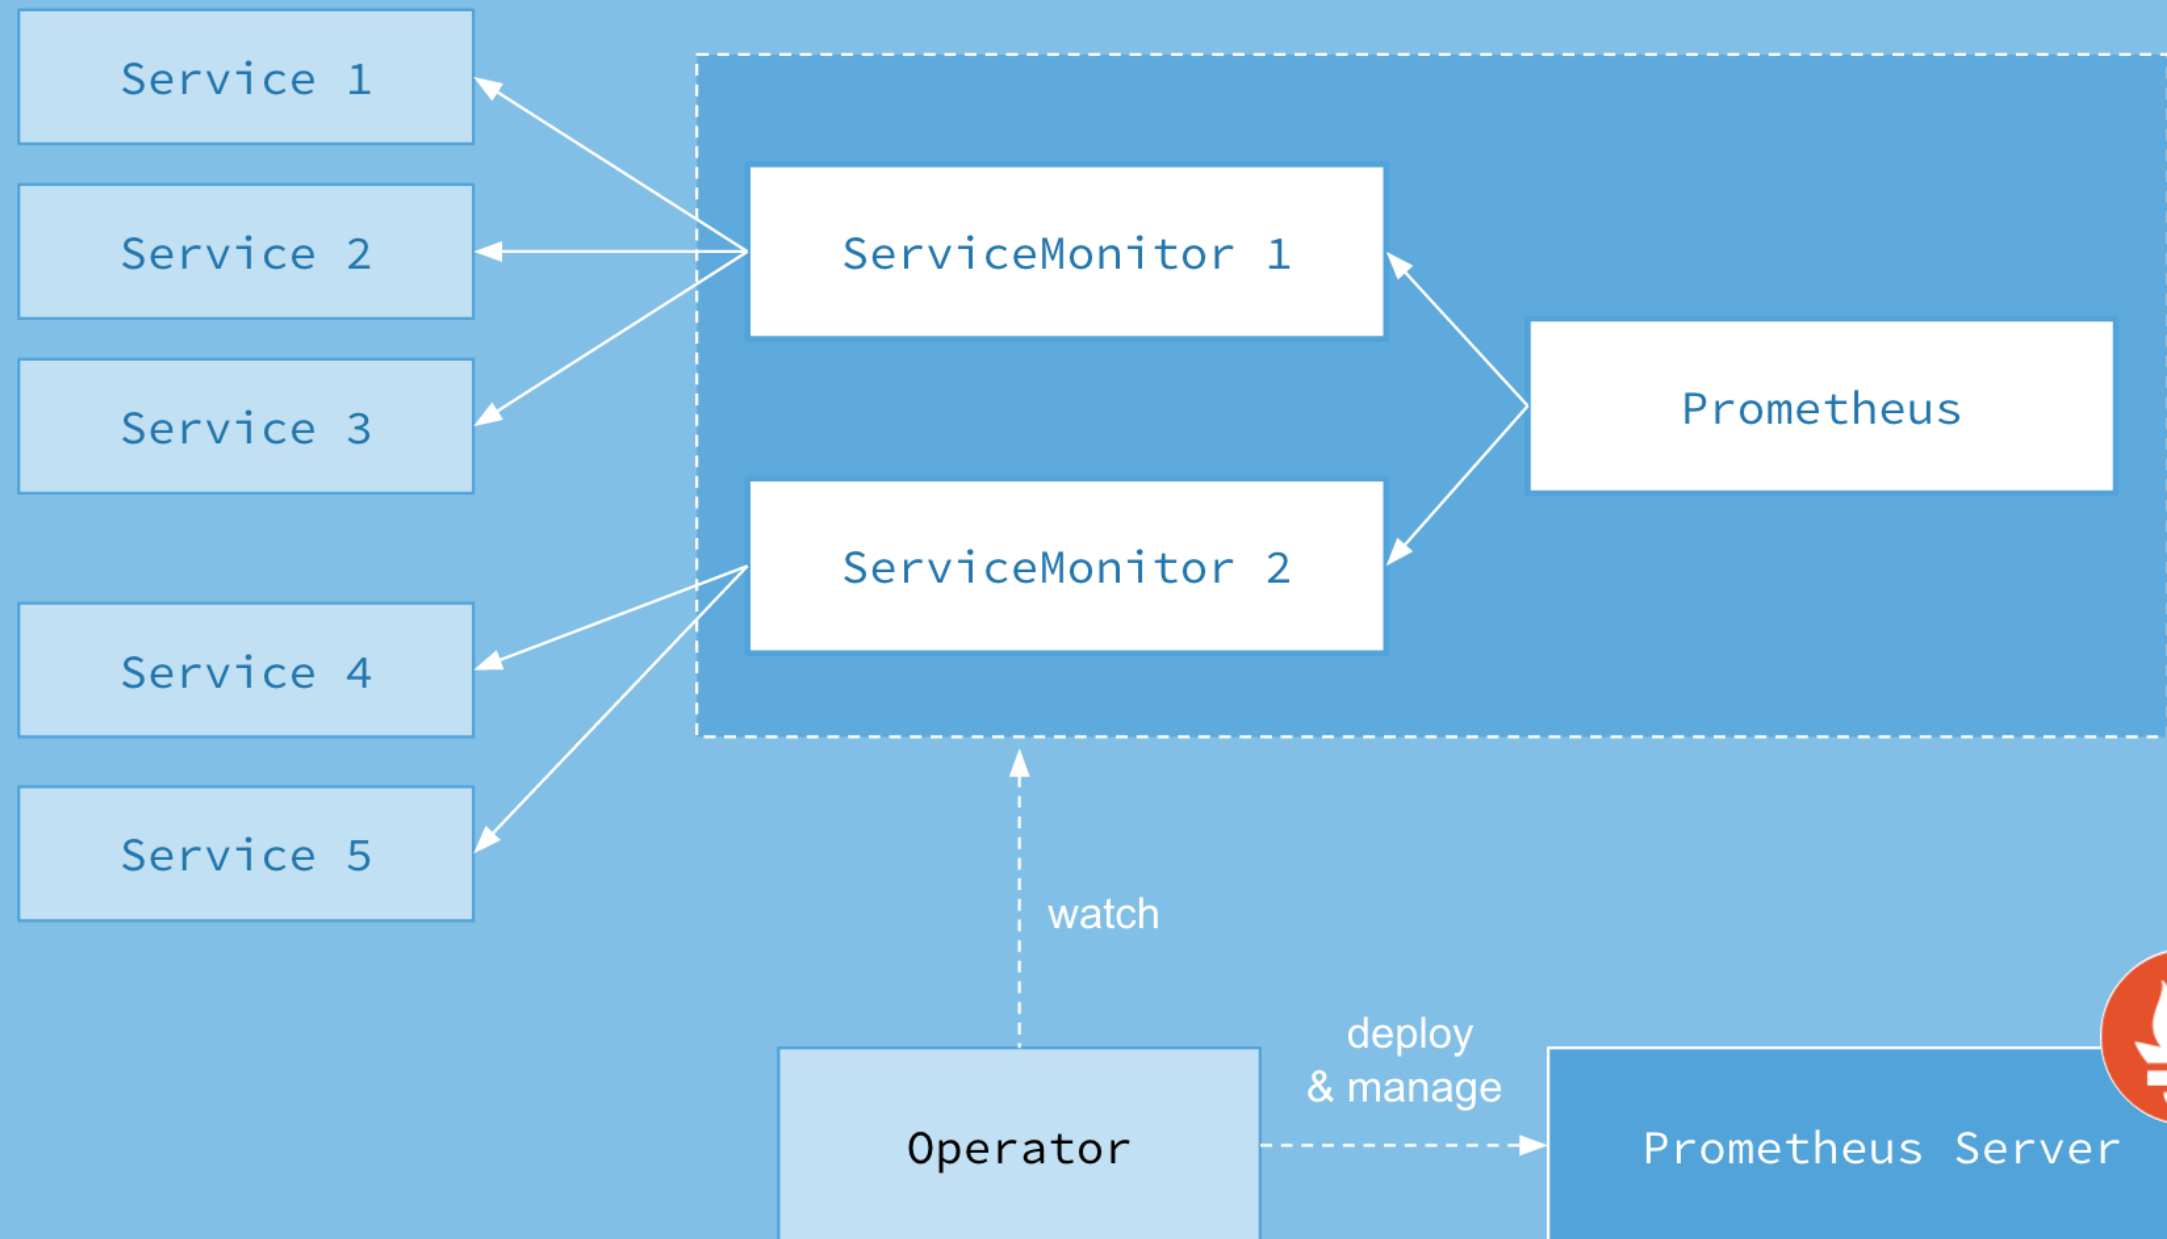 Service 1
Service 2
Service 3
Service 4
Service 5
ServiceMonitor 1
ServiceMonitor 2
Prometheus
watch
deploy
& manage
Operator
Prometheus Server